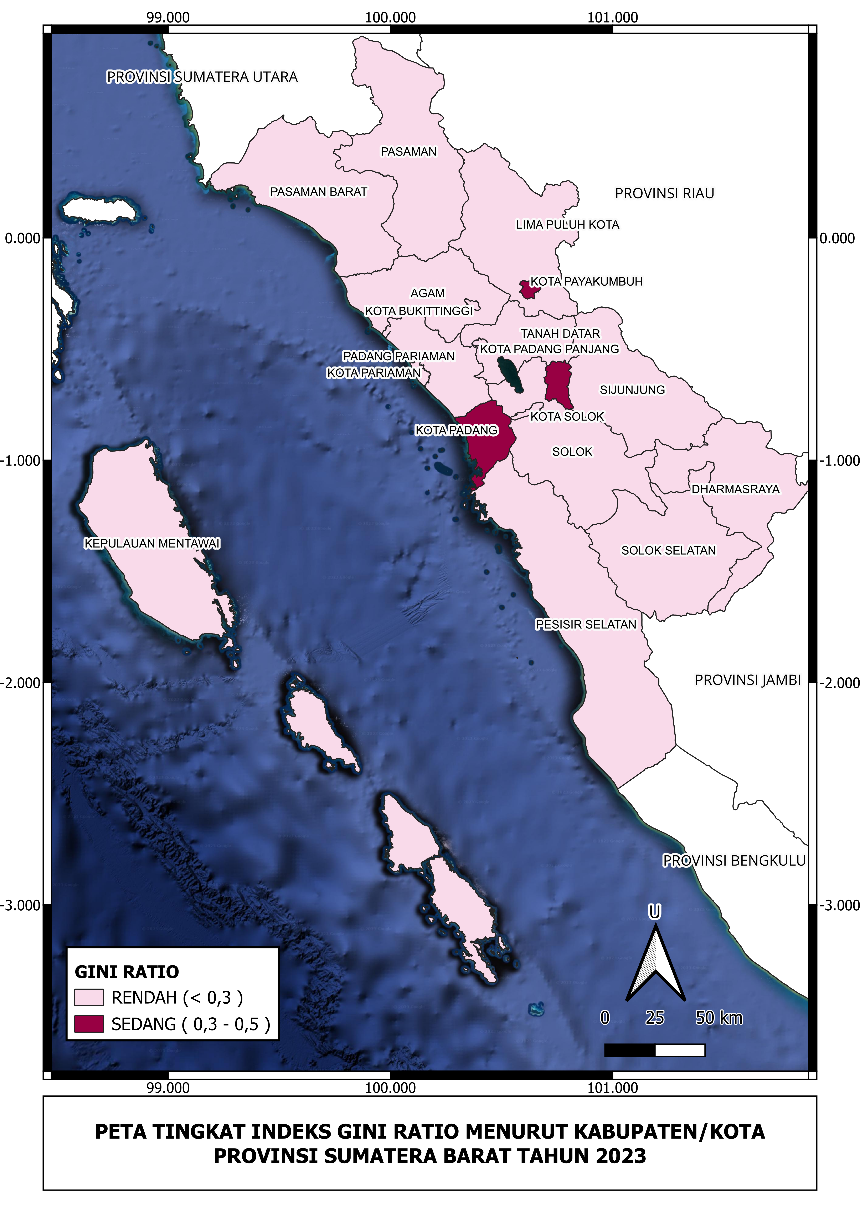 99.000 100.000 101.000
PROVINSI SUMATERA UTARA
PASAMAN
PASAMAN BARAT
PROVINSI RIAU
LIMA PULUH KOTA
0.000 0.000
KOTA PAYAKUMBUH
AGAM
KOTA BUKITTINGGI
TANAH DATAR
KOTA PADANG PANJANG
PADANG PARIAMAN
KOTA PARIAMAN
SIJUNJUNG
KOTA SOLOK
KOTA PADANG
SOLOK
-1.000 -1.000
DHARMASRAYA
KEPULAUAN MENTAWAI
SOLOK SELATAN
PESISIR SELATAN
PROVINSI JAMBI
-2.000 -2.000
PROVINSI BENGKULU
-3.000 -3.000
U
GINI RATIO
RENDAH (< 0,3 )
SEDANG ( 0,3 - 0,5 )
0 25 50 km
99.000 100.000 101.000
PETA TINGKAT INDEKS GINI RATIO MENURUT KABUPATEN/KOTA
PROVINSI SUMATERA BARAT TAHUN 2023